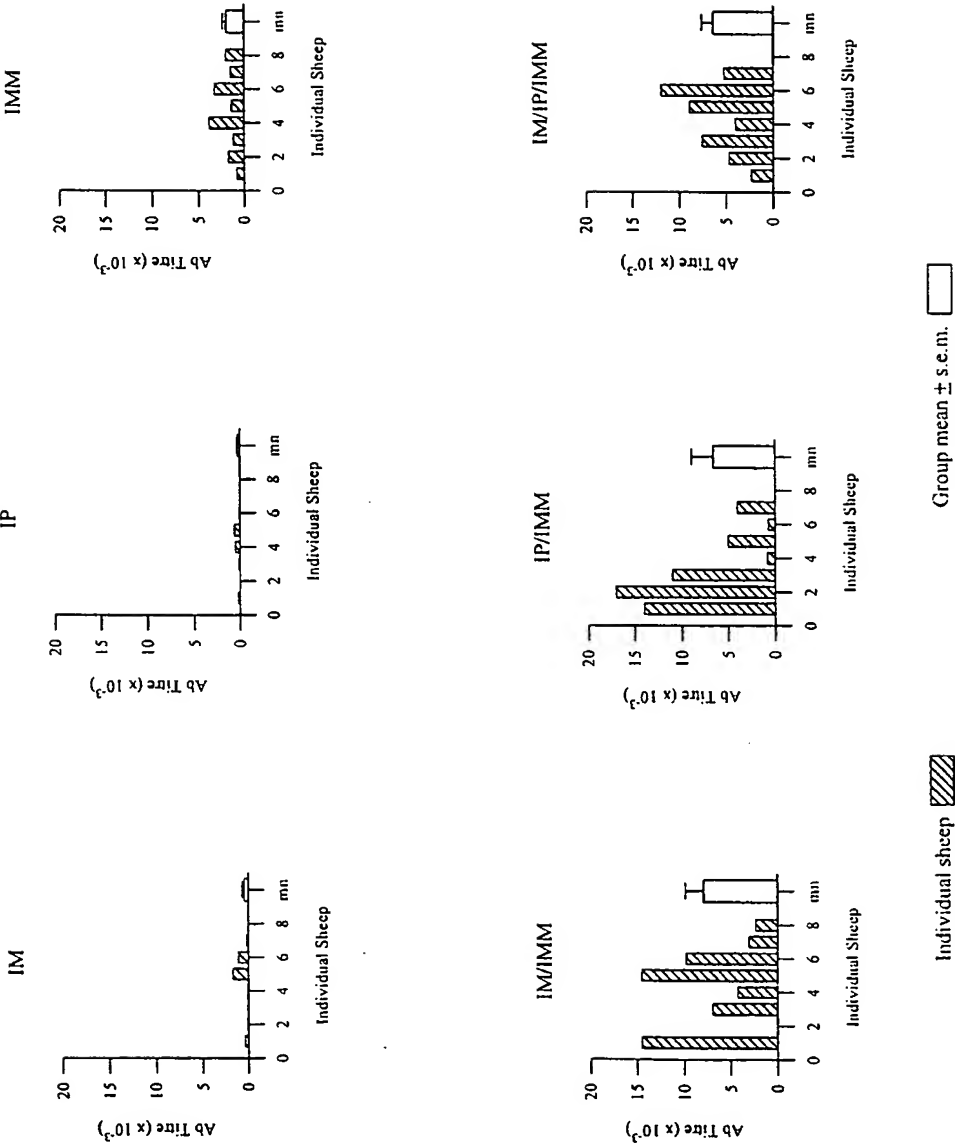 IM
Ab Titre (x 10-3)
20
15
10
5
0
0 2 4 6 8 mn
Individual Sheep
IP
Ab Titre (x 10-3)
20
15
10
5
0
0 2 4 6 8 mn
Individual Sheep
IMM
Ab Titre (x 10-3)
20
15
10
5
0
0 2 4 6 8 mn
Individual Sheep
IM/IMM
Ab Titre (x 10-3)
20
15
10
5
0
0 2 4 6 8 mn
Individual Sheep
IP/IMM
Ab Titre (x 10-3)
20
15
10
5
0
0 2 4 6 8 mn
Individual Sheep
IM/IP/IMM
Ab Titre (x 10-3)
20
15
10
5
0
0 2 4 6 8 mn
Individual Sheep
Individual sheep
Group mean ± s.e.m.